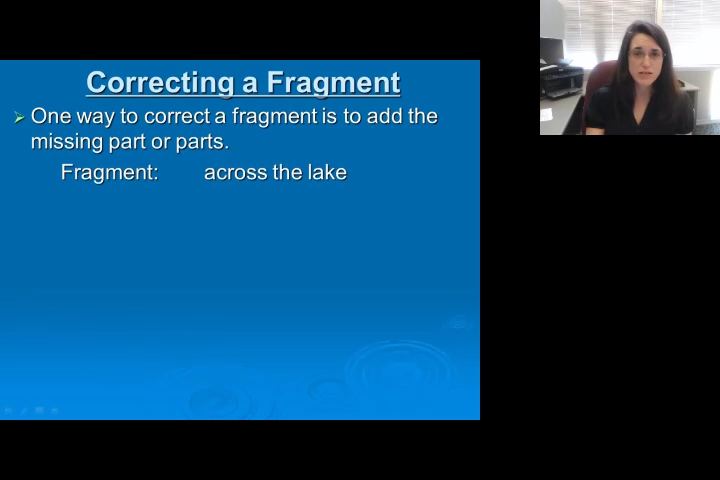 Correcting a Fragment
One way to correct a fragment is to add the
missing part or parts.
Fragment: across the lake